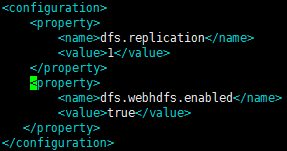 <configuration>
    <property>
        <name>dfs.replication</name>
        <value>1</value>
    </property>
    <property>
        <name>dfs.webhdfs.enabled</name>
        <value>true</value>
   </property>
</configuration>